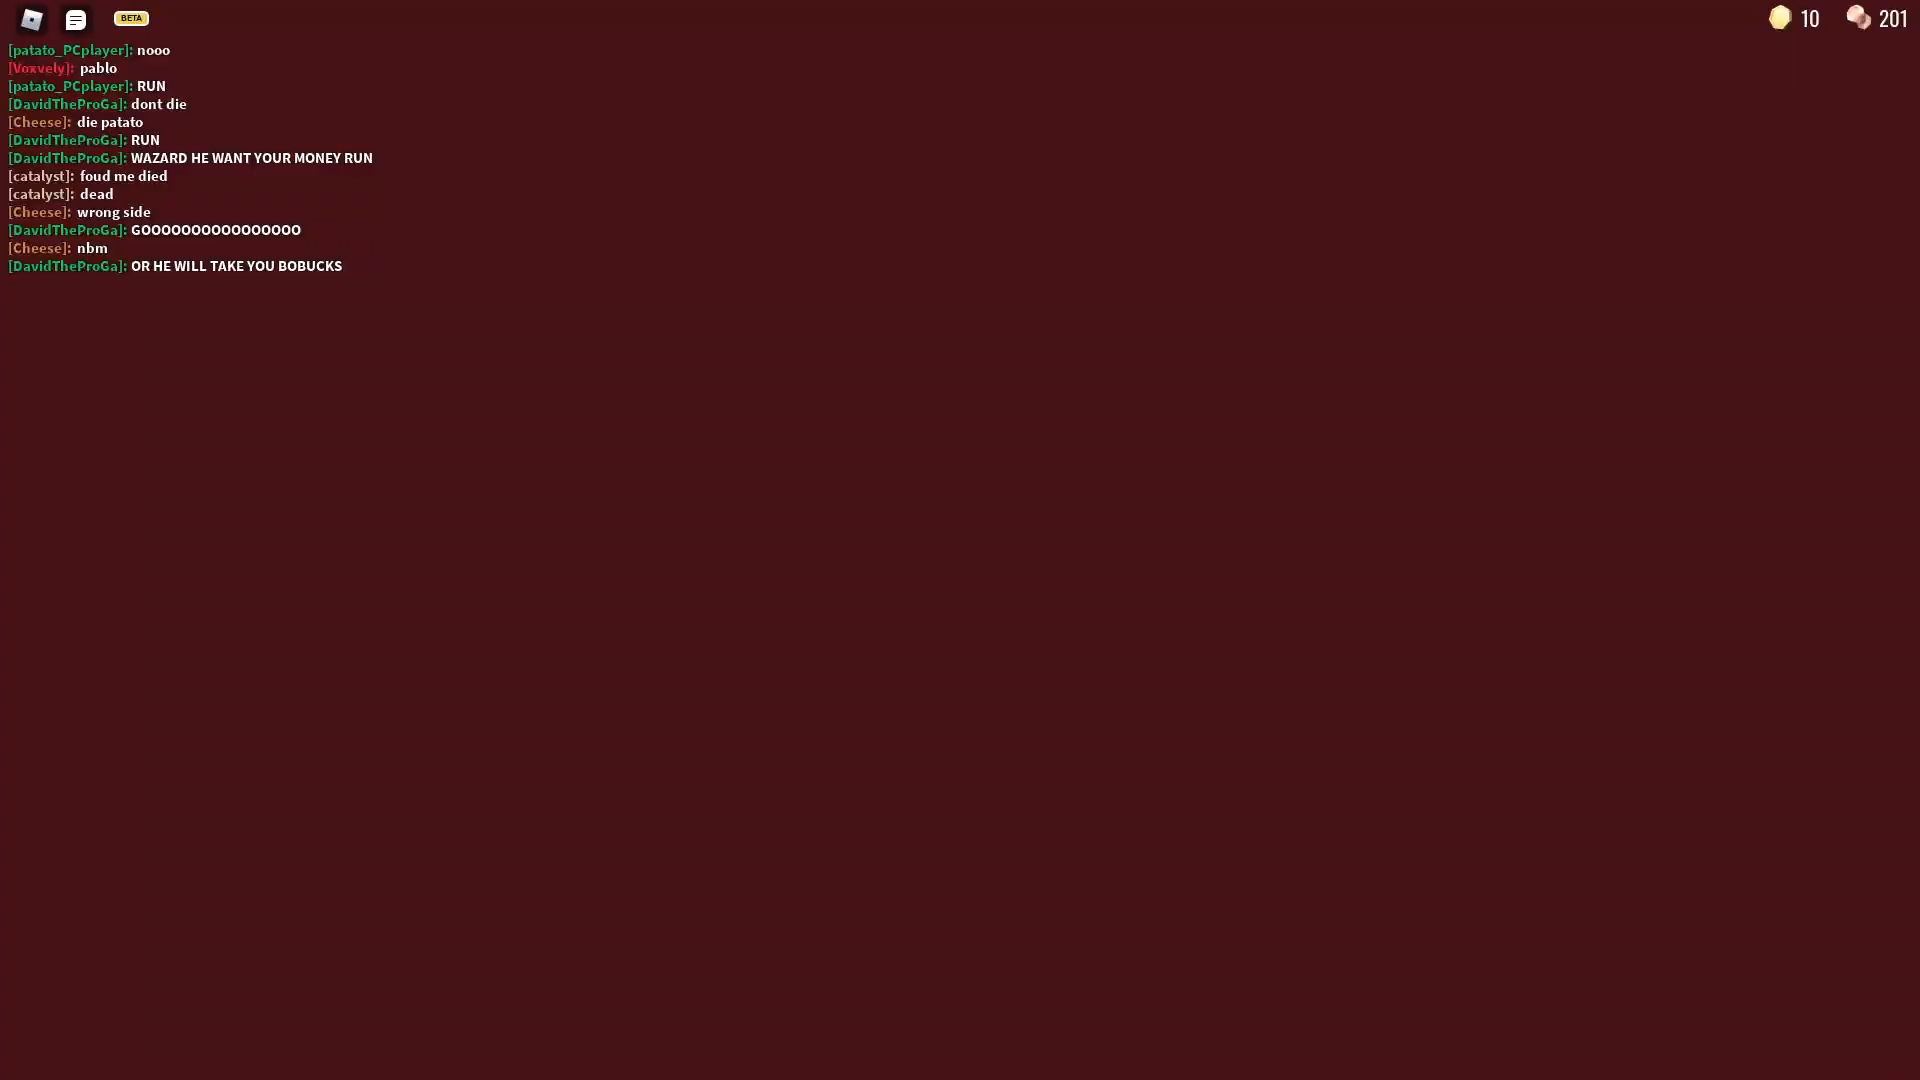 BETA
10
201
[patato_PCplayer]: nooo
[Voxvely]: pablo
[patato_PCplayer]: RUN
[DavidTheProGa]: dont die
[Cheese]: die patato
[DavidTheProGa]: RUN
[DavidTheProGa]: WAZARD HE WANT YOUR MONEY RUN
[catalyst]: foud me died
[catalyst]: dead
[Cheese]: wrong side
[DavidTheProGa]: GOOOOOOOOOOOOOOOO
[Cheese]: nbm
[DavidTheProGa]: OR HE WILL TAKE YOU BOBUCKS